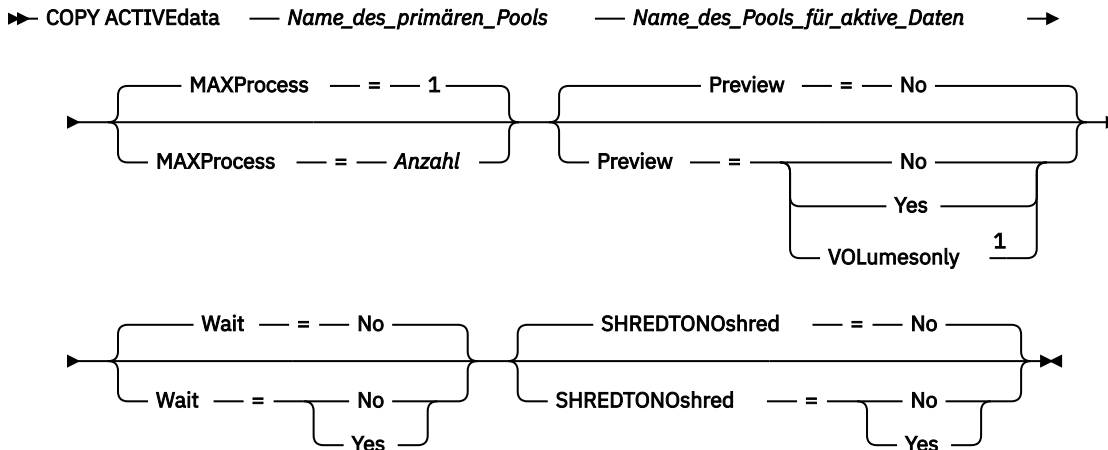 COPY ACTIVEdata Name_des_primären_Pools Name_des_Pools_für_aktive_Daten
MAXProcess = 1 Preview = No
MAXProcess = Anzahl Preview = No
Yes
VOLumesonly 1
Wait = No SHREDTONOshred = No
Wait = No SHREDTONOshred = No
Yes Yes